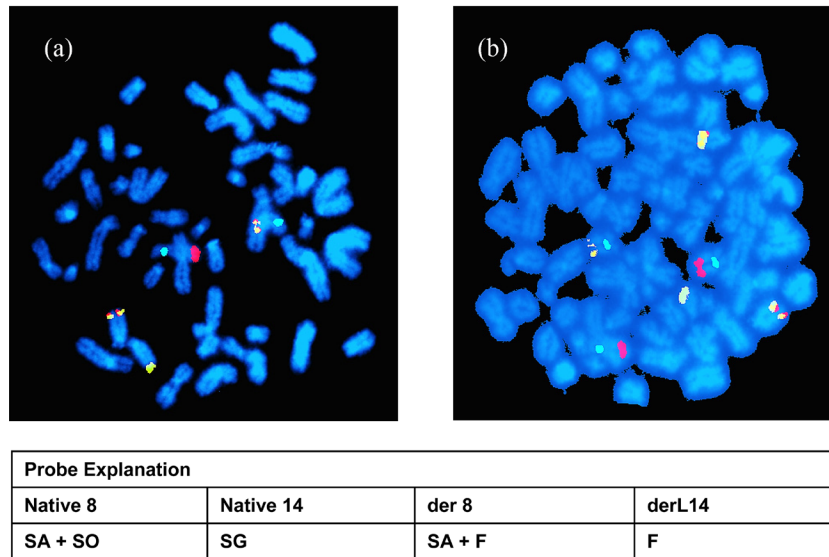 (a)
(b)
Probe Explanation
Native 8 Native 14 der 8 derL14
SA + SO SG SA + F F